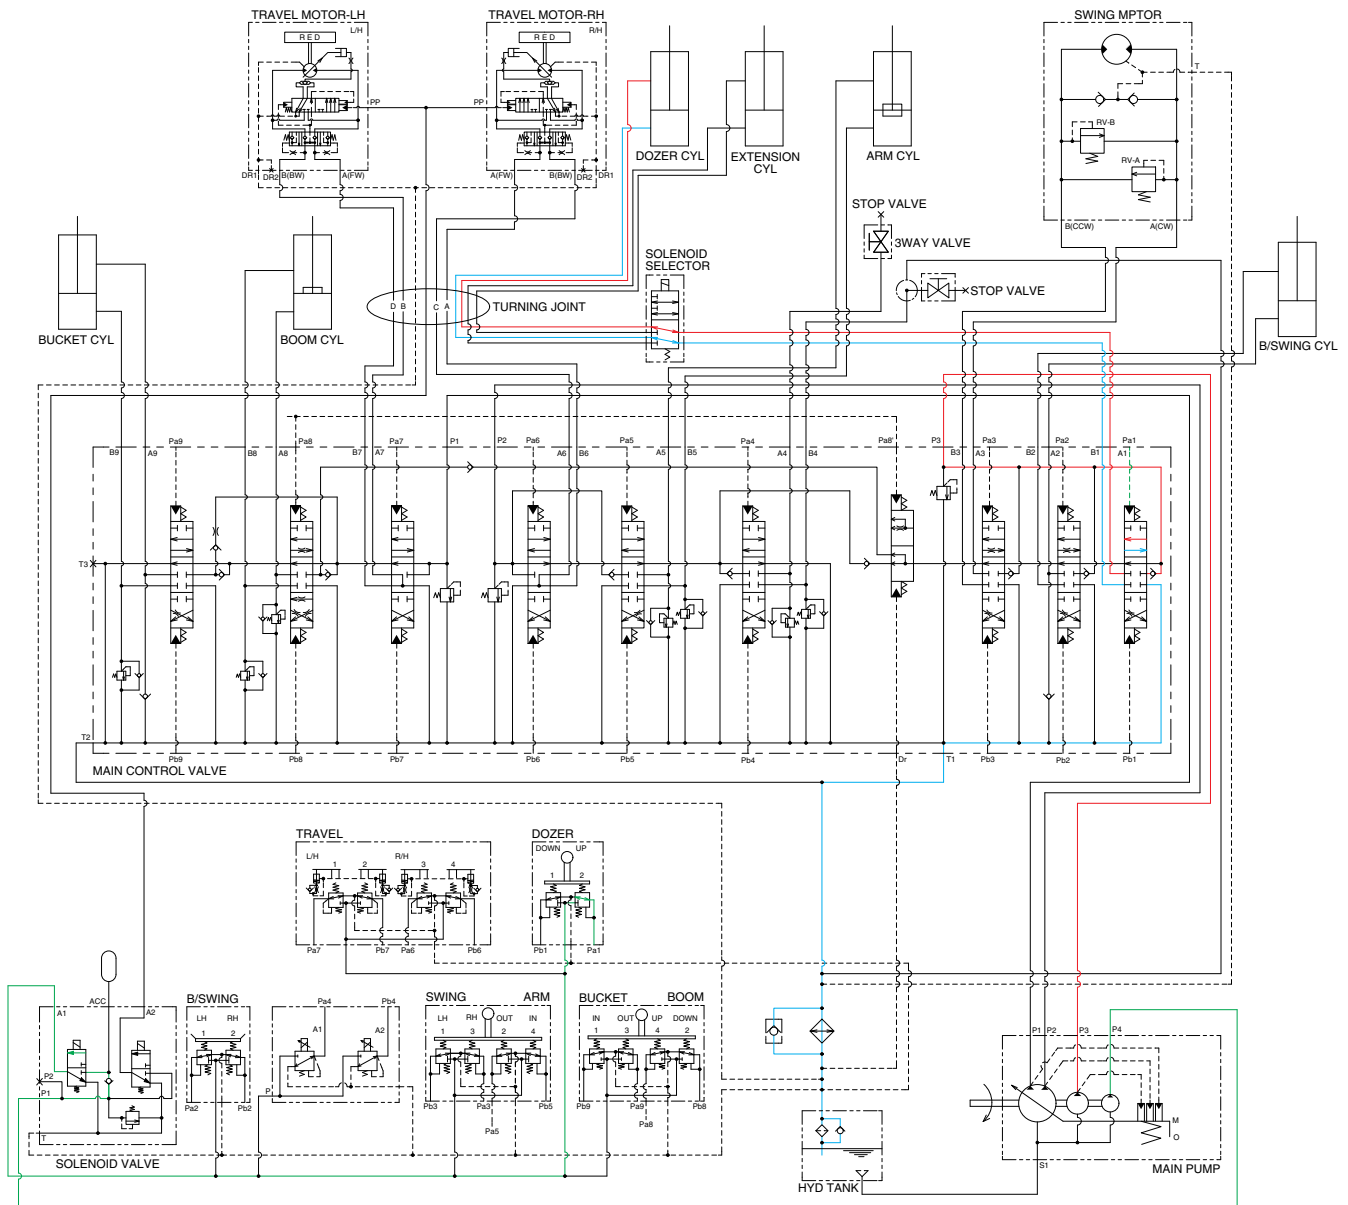 TRAVEL MOTOR-LH
TRAVEL MOTOR-RH
SWING MPTOR
L/H
R/H
RED
RED
T
PP
PP
RV-B
RV-A
DOZER CYL
EXTENSION
CYL
ARM CYL
DR1
DR2
B(BW)
A(FW)
A(FW)
B(BW)
DR2
DR1
STOP VALVE
3WAY VALVE
B(CCW)
A(CW)
SOLENOID
SELECTOR
STOP VALVE
D
B
C
A
TURNING JOINT
BUCKET CYL
BOOM CYL
B/SWING CYL
Pa9
Pa8
Pa7
P1
P2
Pa6
Pa5
Pa4
Pa8'
P3
Pa3
Pa2
Pa1
B9
A9
B8
A8
B7
A7
A6
B6
A5
B5
A4
B4
B3
A3
B2
A2
B1
A1
T3
T2
Pb9
Pb8
Pb7
Pb6
Pb5
Pb4
Dr
T1
Pb3
Pb2
Pb1
MAIN CONTROL VALVE
TRAVEL
DOZER
L/H
1
2
R/H
3
4
DOWN
UP
1
2
Pa7
Pb7
Pa6
Pb6
Pb1
Pa1
ACC
A1
A2
B/SWING
LH
RH
1
2
Pa4
Pb4
A1
A2
SWING
ARM
LH
RH
OUT
IN
1
3
2
4
BUCKET
BOOM
IN
OUT
UP
DOWN
1
3
4
2
P1
P2
P3
P4
P2
P1
T
Pa2
Pb2
P
Pb3
Pa3
Pb5
Pa5
Pb9
Pa9
Pb8
Pa8
M
O
S1
SOLENOID VALVE
HYD TANK
MAIN PUMP